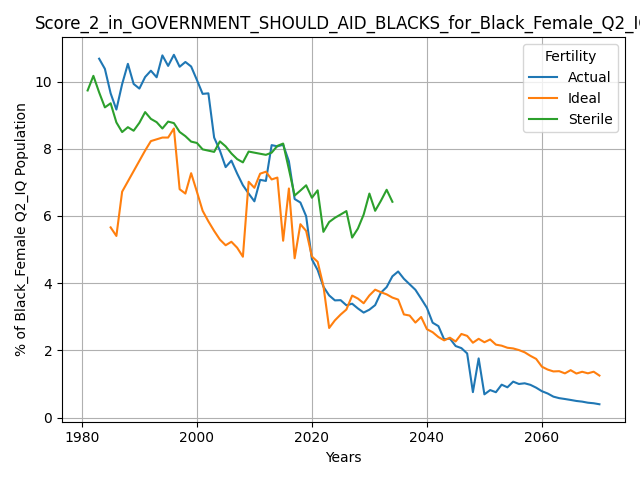 Score_2_in_GOVERNMENT_SHOULD_AID_BLACKS_for_Black_Female_Q2_IQ
Fertility
Actual
Ideal
Sterile
% of Black_Female Q2_IQ Population
10
8
6
4
2
0
1980 2000 2020 2040 2060
Years